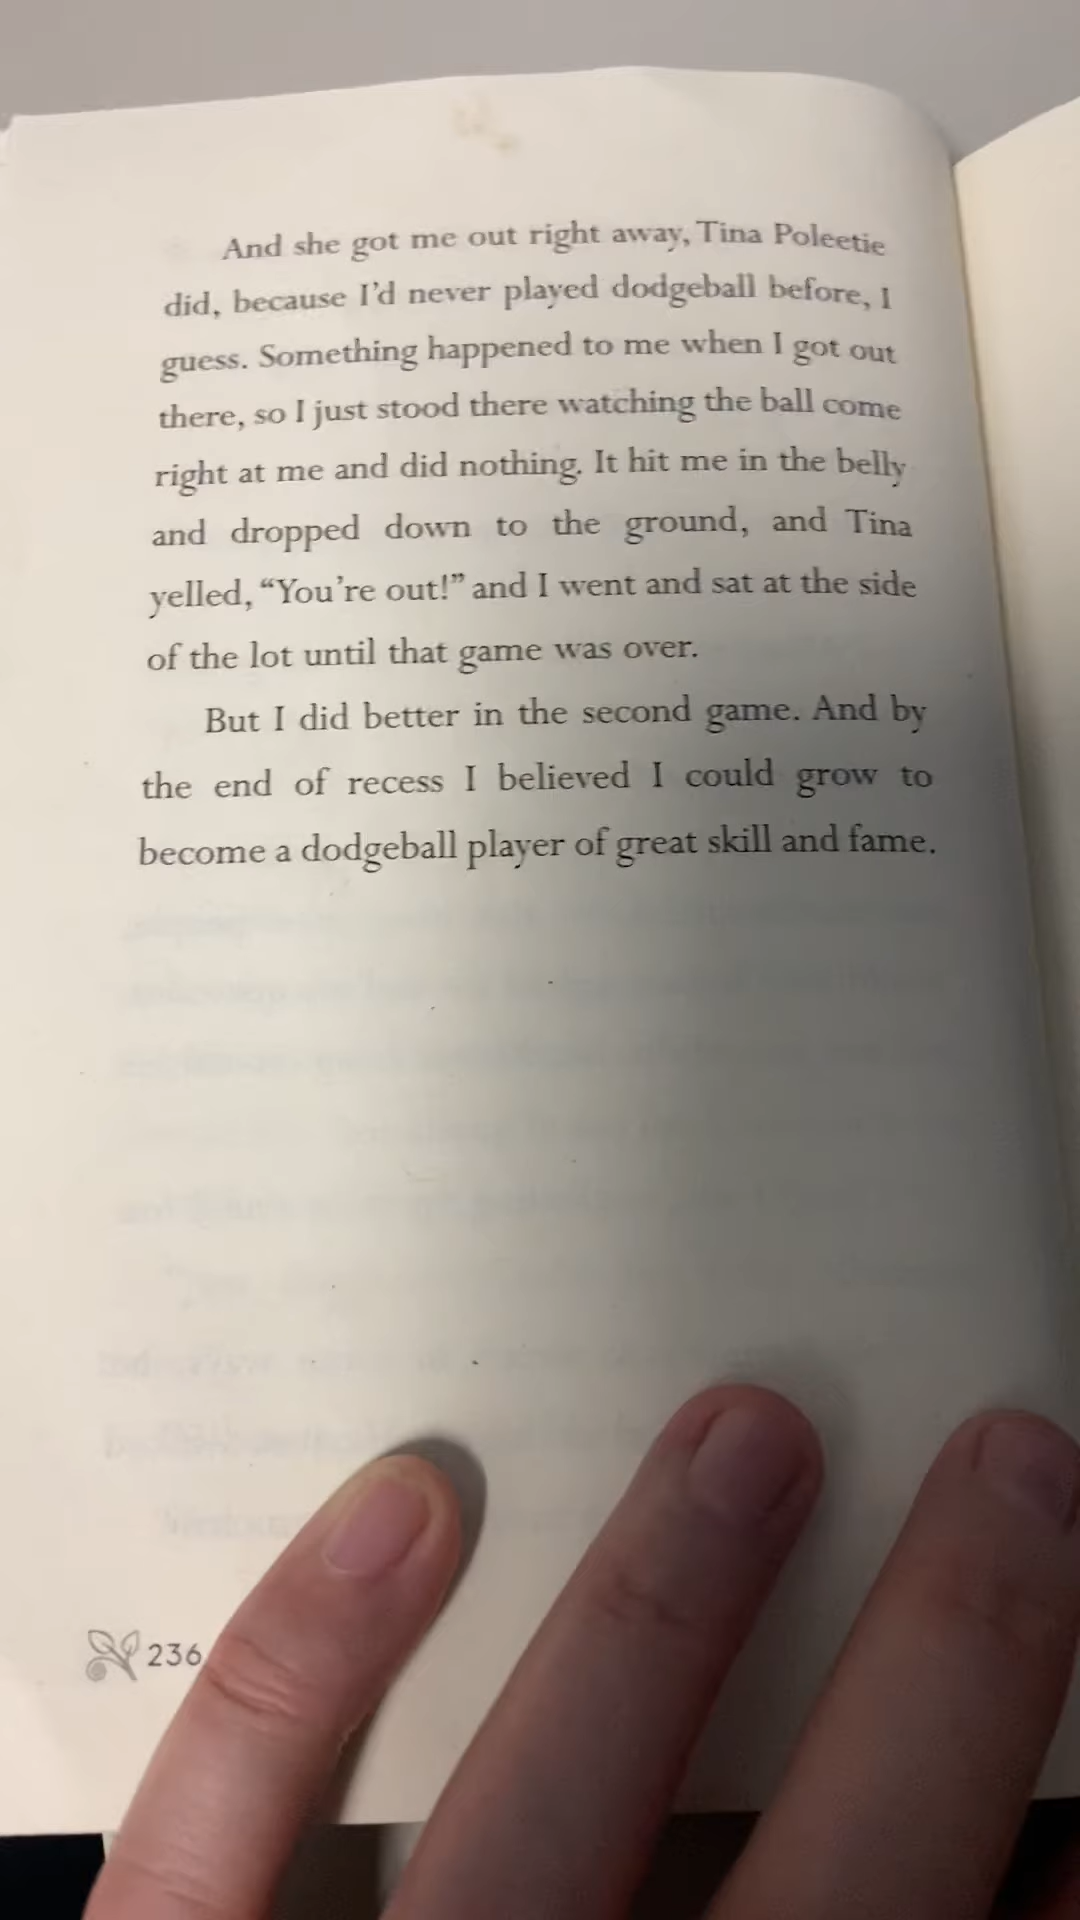 And she got me out right away, Tina Poleetie
did, because I’d never played dodgeball before, I
guess. Something happened to me when I got out
there, so I just stood there watching the ball come
right at me and did nothing. It hit me in the belly
and dropped down to the ground, and Tina
yelled, “You’re out!” and I went and sat at the side
of the lot until that game was over.
But I did better in the second game. And by
the end of recess I believed I could grow to
become a dodgeball player of great skill and fame.
236